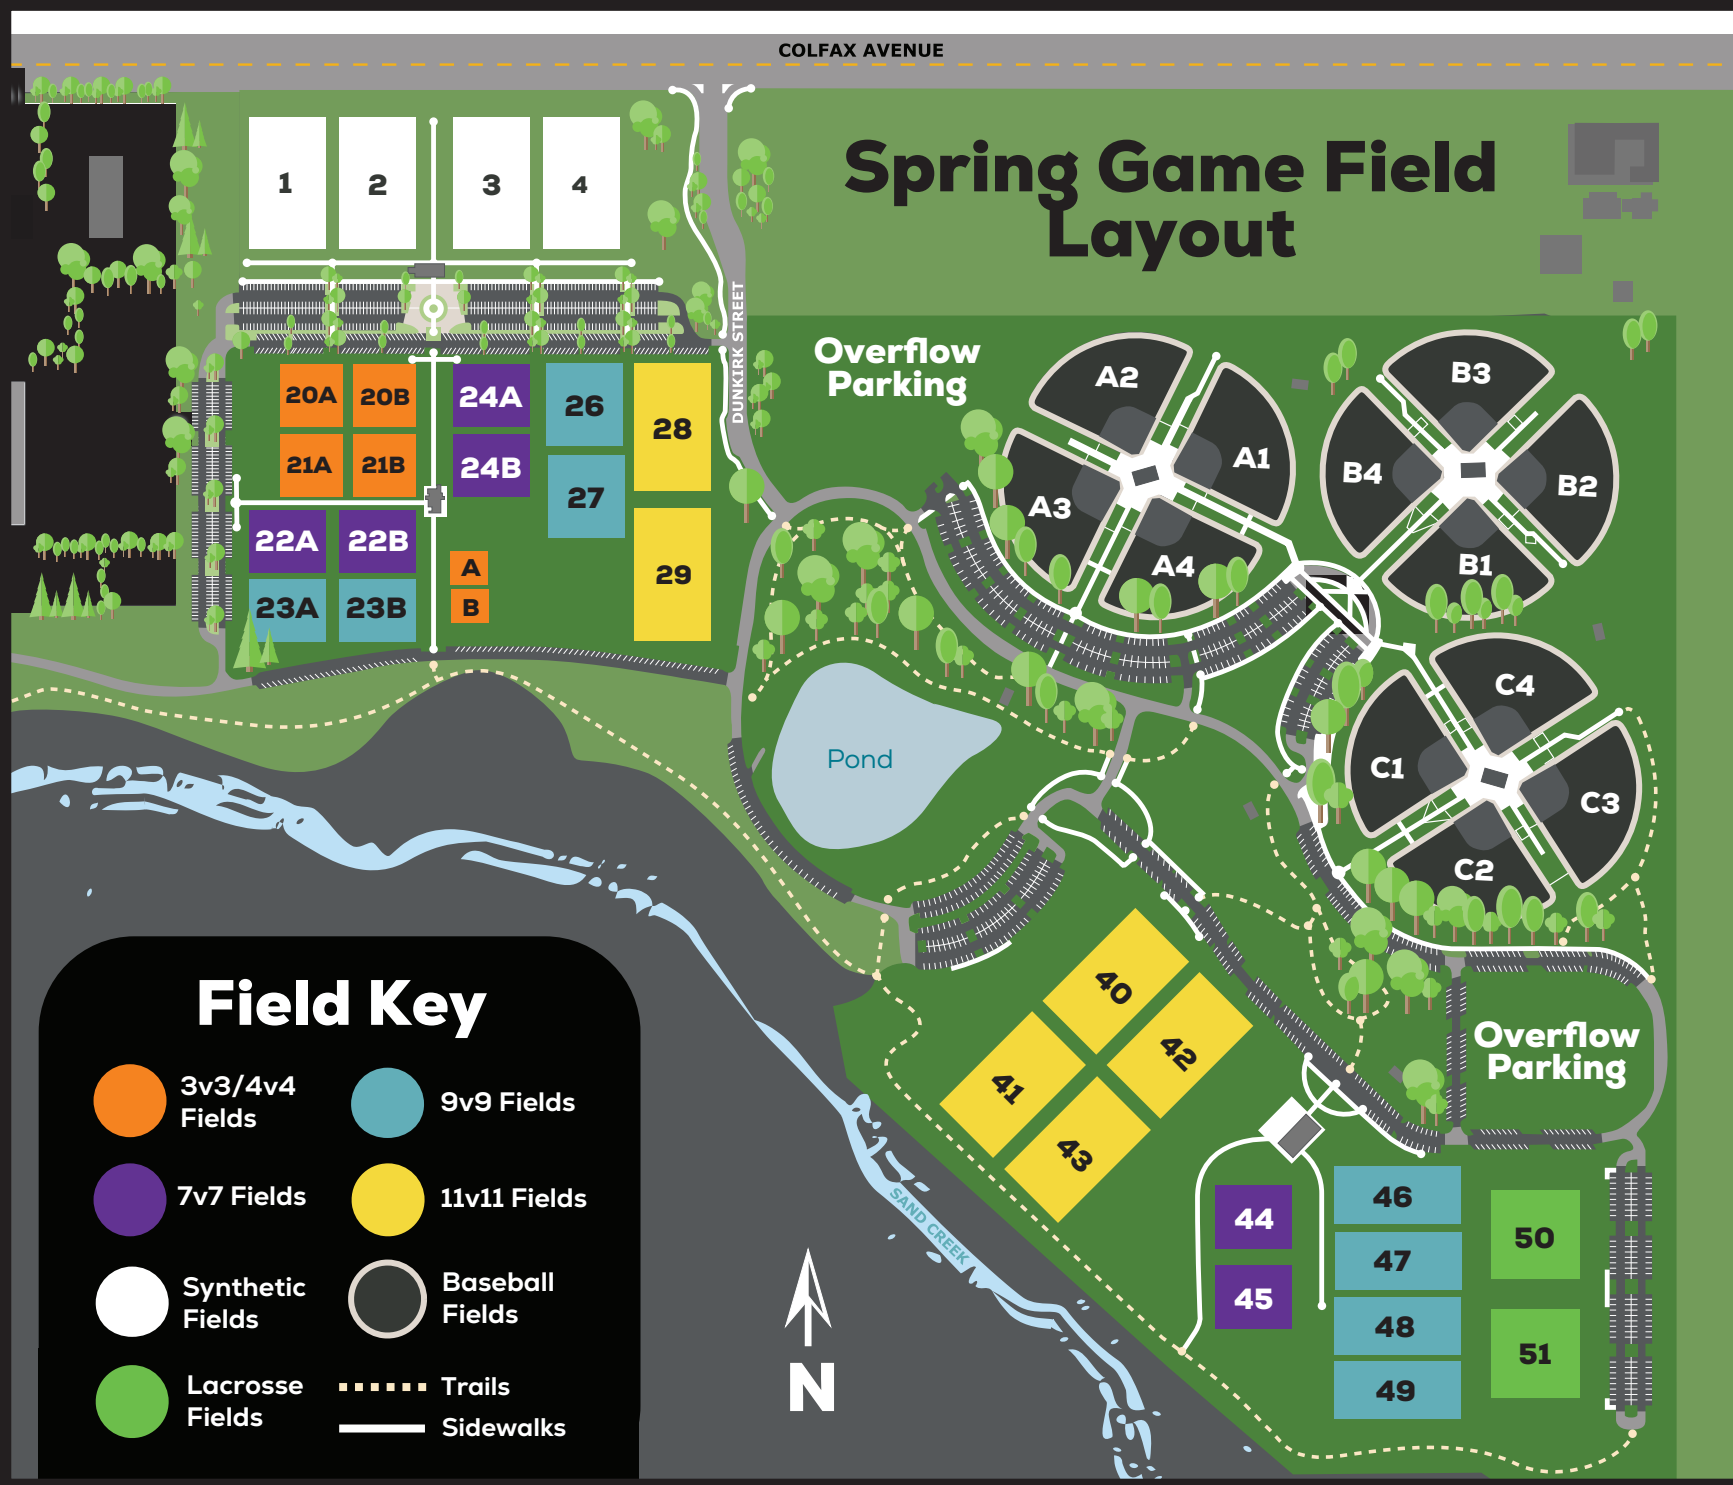 COLFAX AVENUE
Spring Game Field
Layout
1
2
3
4
DUNKIRK STREET
Overflow
Parking
20A
20B
21A
21B
24A
24B
26
27
28
29
22A
22B
23A
23B
A
B
A2
A1
A3
A4
B3
B4
B2
B1
C4
C1
C3
C2
Pond
40
41
42
43
Overflow
Parking
44
45
46
47
48
49
50
51
SAND CREEK
N
Field Key
3v3/4v4
Fields
9v9 Fields
7v7 Fields
11v11 Fields
Synthetic
Fields
Baseball
Fields
Lacrosse
Fields
Trails
Sidewalks